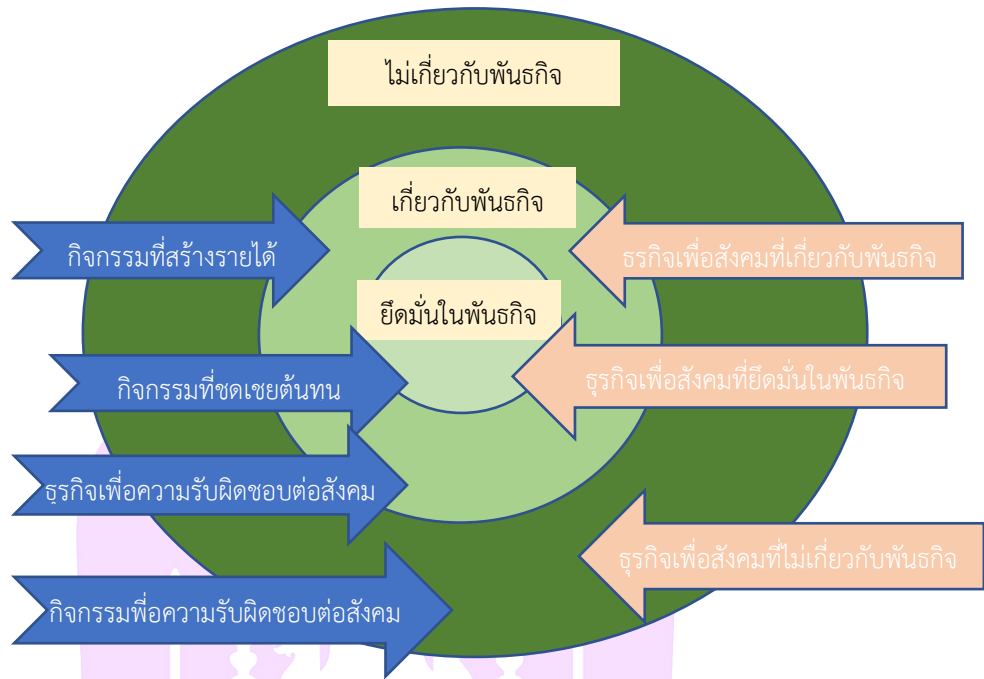 ไม่เกี่ยวกับพันธกิจ
เกี่ยวกับพันธกิจ
กิจกรรมที่สร้างรายได้
ธุรกิจเพื่อสังคมที่เกี่ยวกับพันธกิจ
ยึดมั่นในพันธกิจ
กิจกรรมที่ชดเชยต้นทน
ธุรกิจเพื่อสังคมที่ยึดมั่นในพันธกิจ
ธุรกิจเพื่อความรับผิดชอบต่อสังคม
ธุรกิจเพื่อสังคมที่ไม่เกี่ยวกับพันธกิจ
กิจกรรมพื่อความรับผิดชอบต่อสังคม